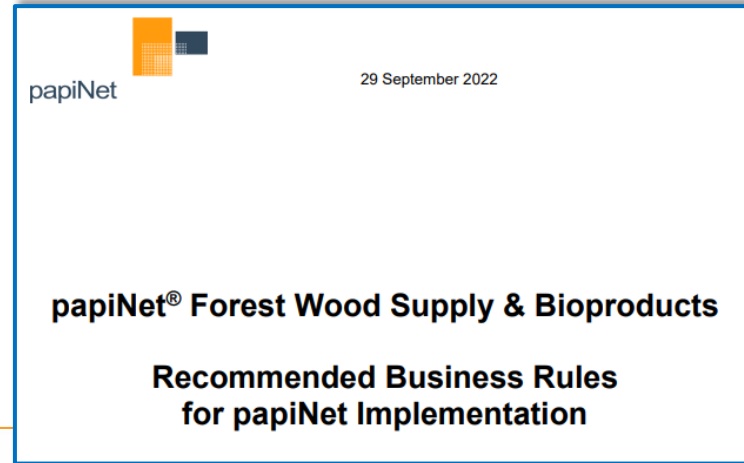 papiNet
29 September 2022
papiNet® Forest Wood Supply & Bioproducts
Recommended Business Rules
for papiNet Implementation